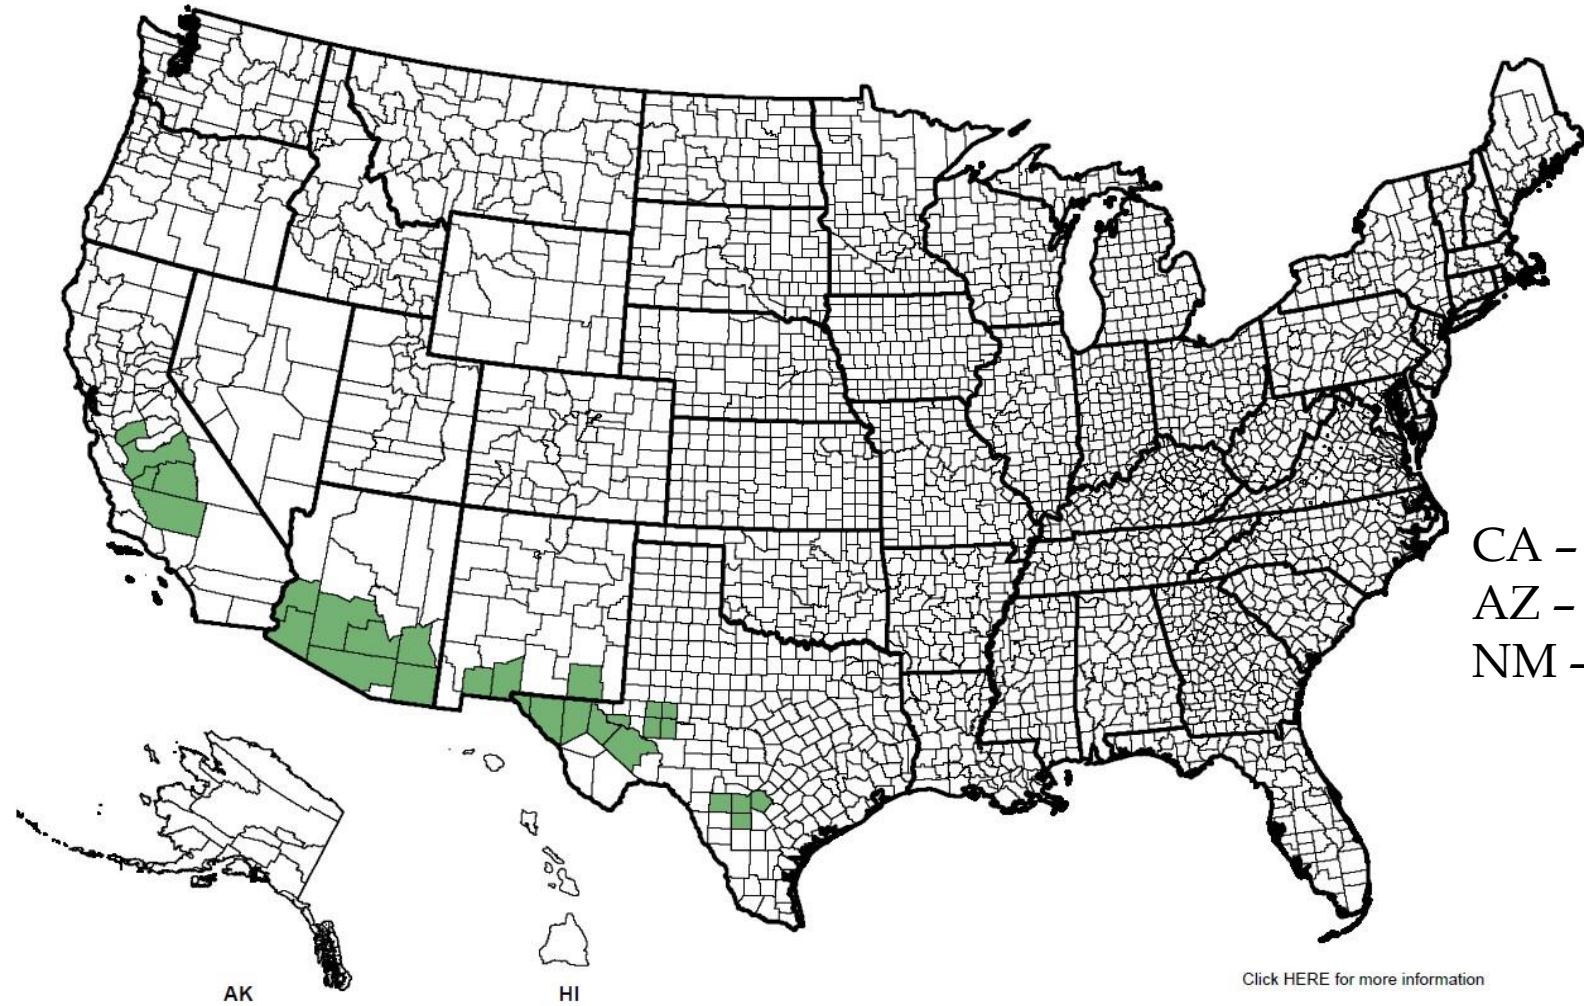 CA –
AZ –
NM –
Click HERE for more information
AK
HI